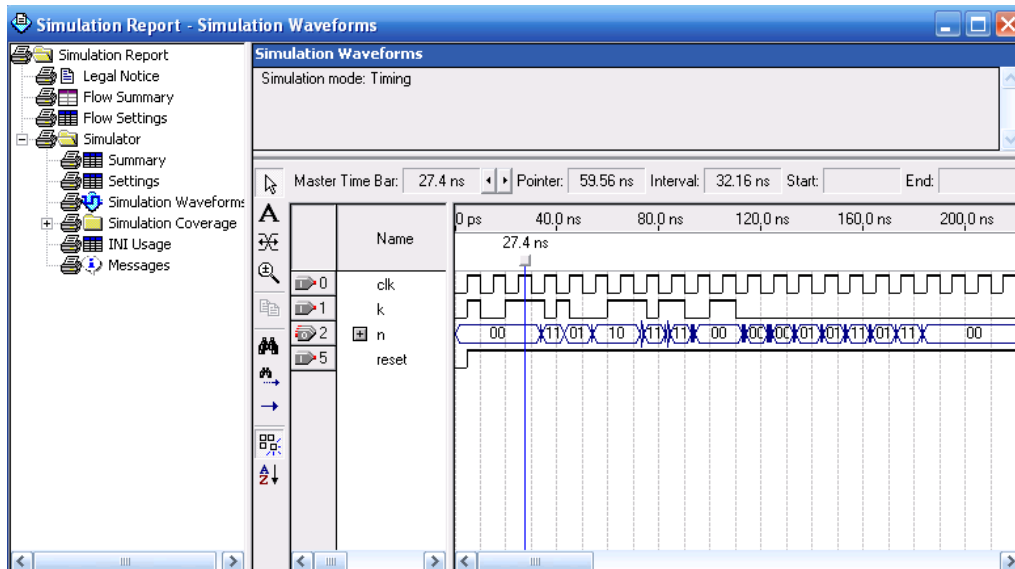 Simulation Report - Simulation Waveforms
Simulation Report
Legal Notice
Flow Summary
Flow Settings
Simulator
Summary
Settings
Simulation Waveforms
Simulation Coverage
INI Usage
Messages
Simulation Waveforms
Simulation mode: Timing
Master Time Bar: 27.4 ns Pointer: 59.56 ns Interval: 32.16 ns Start: End:
Name
0 ps 40.0 ns 80.0 ns 120.0 ns 160.0 ns 200.0 ns
27.4 ns
0 clk
1 k
2 n 00 11 01 10 11 11 00 00 00 01 01 11 01 11 00
5 reset